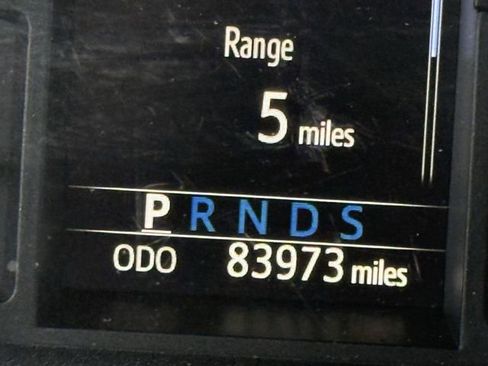 Range
5 miles
P R N D S
ODO 83973 miles